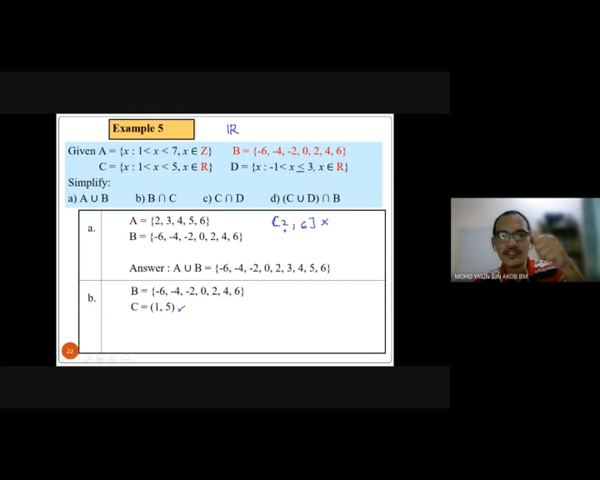 Example 5
IR
Given A = {x : 1< x < 7, x ∈ Z} B = {-6, -4, -2, 0, 2, 4, 6}
C = {x : 1< x < 5, x ∈ R} D = {x : -1< x ≤ 3, x ∈ R}
Simplify:
a) A ∪ B b) B ∩ C c) C ∩ D d) (C ∪ D) ∩ B
a.
A = {2, 3, 4, 5, 6} [2, 6] ×
B = {-6, -4, -2, 0, 2, 4, 6}
Answer : A ∪ B = {-6, -4, -2, 0, 2, 3, 4, 5, 6}
b.
B = {-6, -4, -2, 0, 2, 4, 6}
C = (1, 5) ✓
22
MOHD YASIN BIN AKOB BM